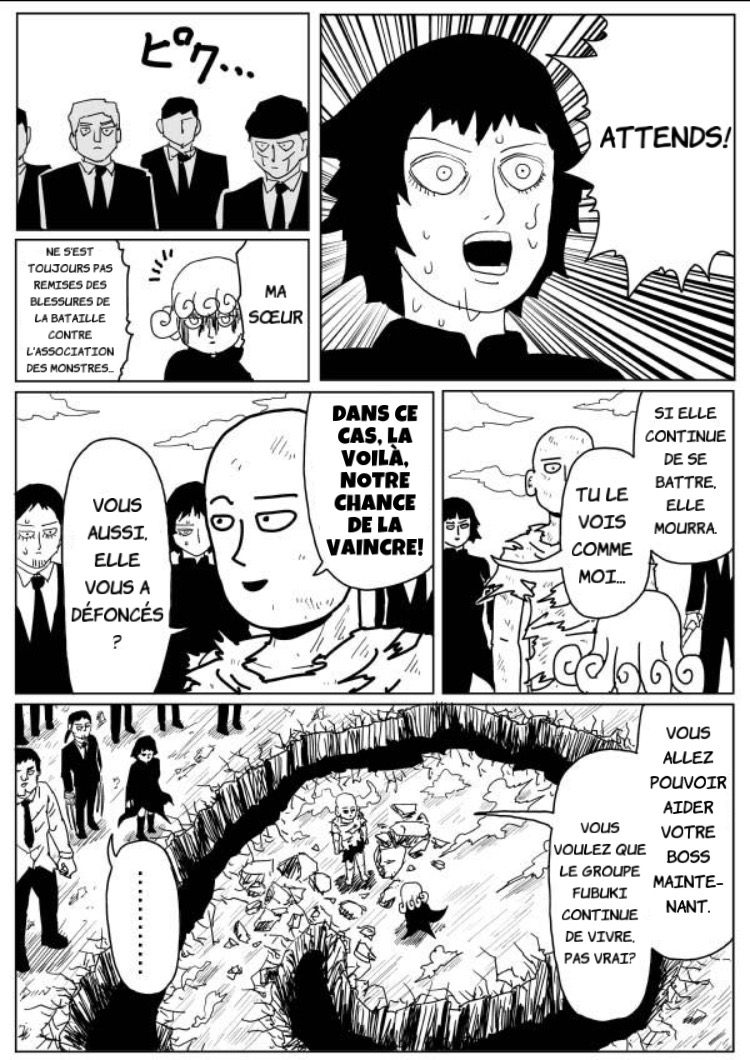 ATTENDS!
ピク...
MA
SŒUR
NE S'EST
TOUJOURS PAS
REMISES DES
BLESSURES DE
LA BATAILLE
CONTRE
L'ASSOCIATION
DES MONSTRES...
SI ELLE
CONTINUE
DE SE
BATTRE,
ELLE
MOURRA.
TU LE
VOIS
COMME
MOI...
DANS CE
CAS, LA
VOILÀ,
NOTRE
CHANCE
DE LA
VAINCRE!
VOUS
AUSSI,
ELLE
VOUS A
DÉFONCÉS
?
VOUS
ALLEZ
POUVOIR
AIDER
VOTRE
BOSS
MAINTE-
NANT.
VOUS
VOULEZ QUE
LE GROUPE
FUBUKI
CONTINUE
DE VIVRE,
PAS VRAI?
..........